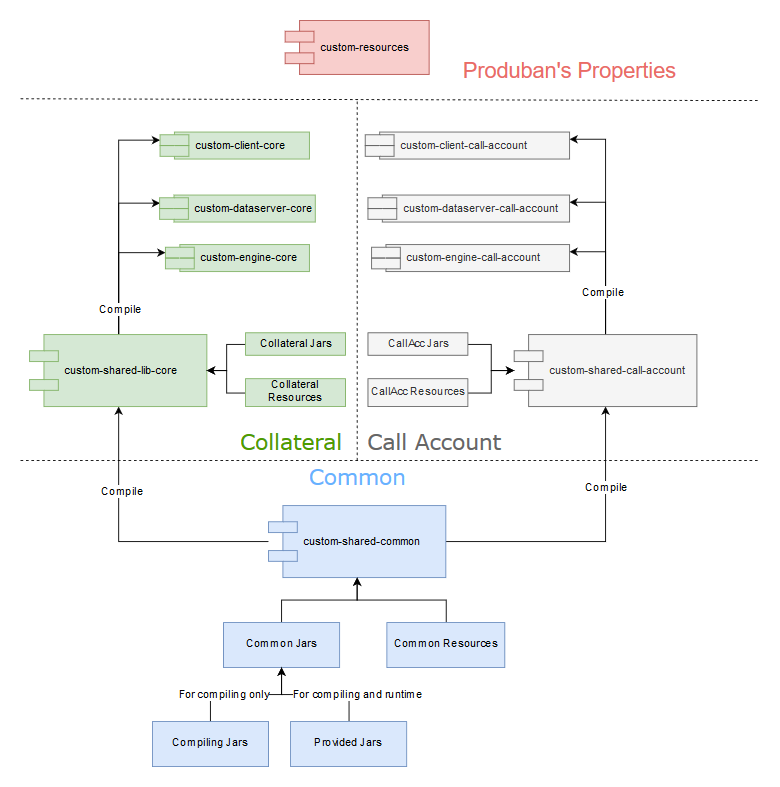 custom-resources
Produban's Properties
custom-client-core
custom-client-call-account
custom-dataserver-core
custom-dataserver-call-account
custom-engine-core
custom-engine-call-account
Compile
Compile
Collateral Jars
CallAcc Jars
custom-shared-lib-core
custom-shared-call-account
Collateral
Resources
CallAcc Resources
Collateral
Call Account
Common
Compile
Compile
custom-shared-common
Common Jars
Common Resources
For compiling only
For compiling and runtime
Compiling Jars
Provided Jars